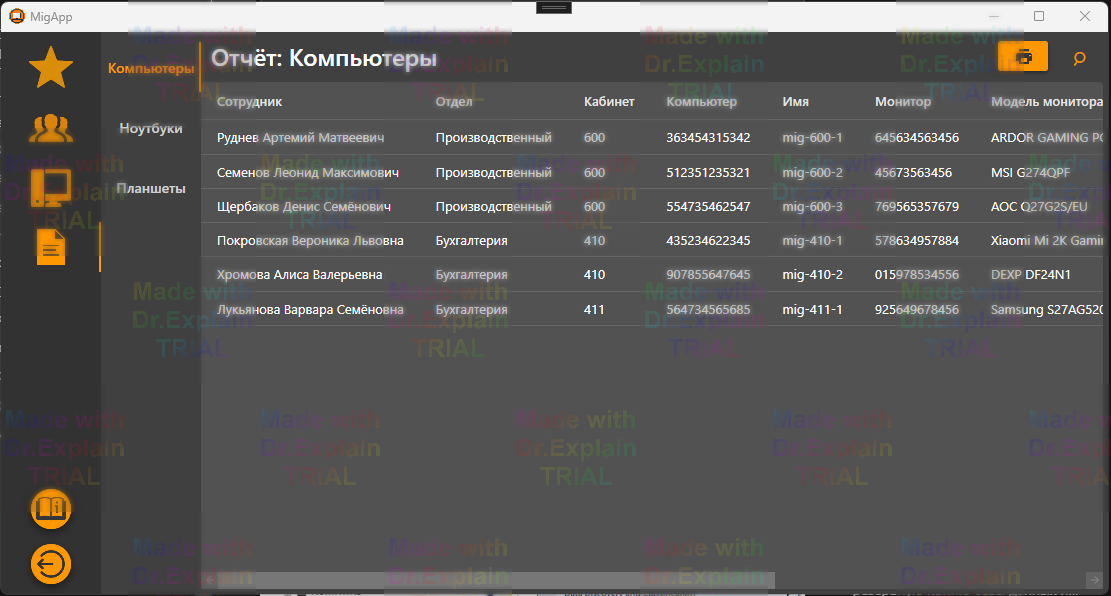 MigApp
Отчёт: Компьютеры
Компьютеры
Ноутбуки
Планшеты
Сотрудник Отдел Кабинет Компьютер Имя Монитор Модель монитора
Руднев Артемий Матвеевич Производственный 600 363454315342 mig-600-1 645634563456 ARDOR GAMING
Семенов Леонид Максимович Производственный 600 512351235321 mig-600-2 45673563456 MSI G274QPF
Щербаков Денис Семёнович Производственный 600 554735462547 mig-600-3 769565357679 AOC Q27G2S/EU
Покровская Вероника Львовна Бухгалтерия 410 435234622345 mig-410-1 578634957884 Xiaomi Mi 2K Gamin
Хромова Алиса Валерьевна Бухгалтерия 410 907855647645 mig-410-2 015978534556 DEXP DF24N1
Лукьянова Варвара Семёновна Бухгалтерия 411 564734565685 mig-411-1 925649678456 Samsung S27AG520
Made with
Dr.Explain
TRIAL